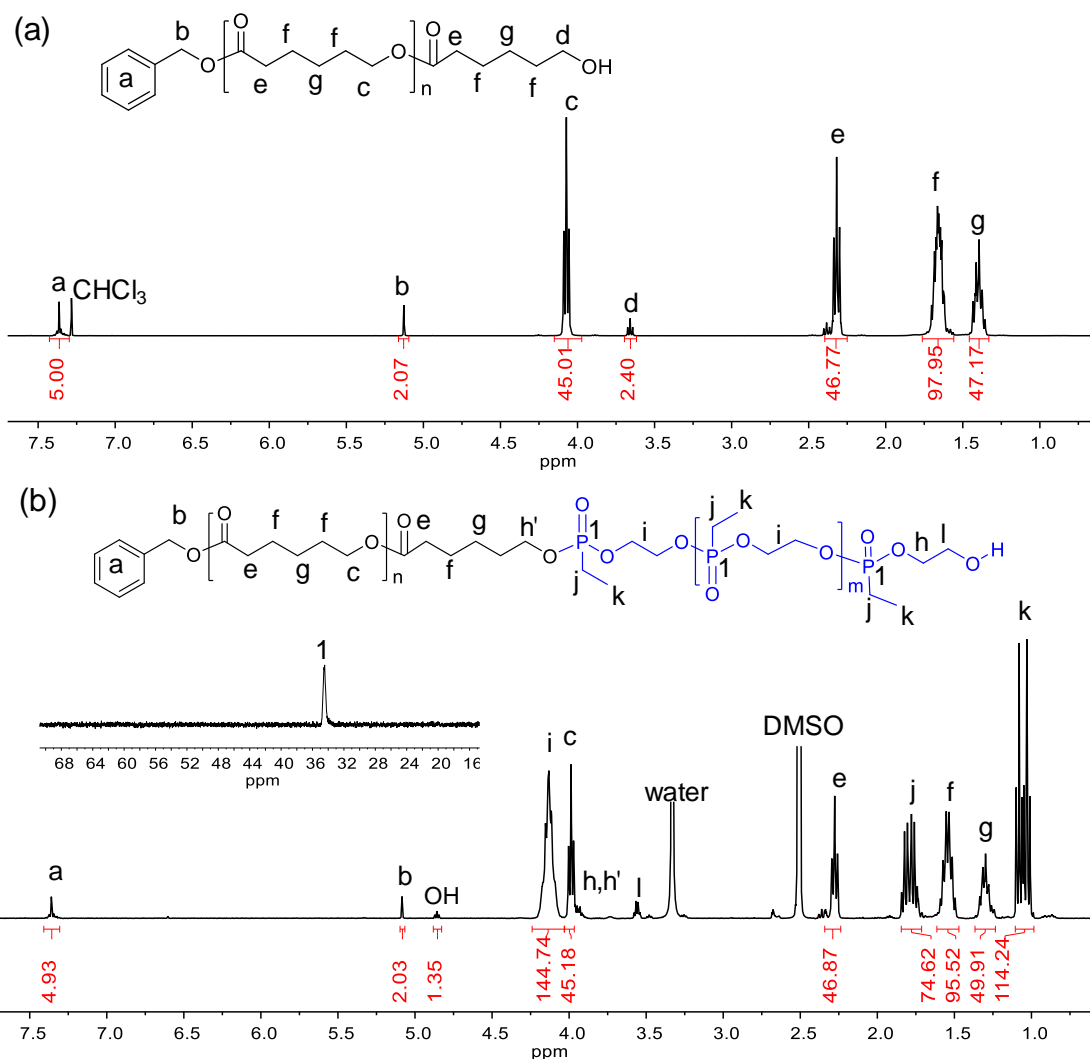 (a)
b
O
f
f
O
e
g
d
a
O
O
OH
e
g
c
n
f
f
c
e
f
g
a
CHCl3
b
d
5.00
2.07
45.01
2.40
46.77
97.95
47.17
7.5 7.0 6.5 6.0 5.5 5.0 4.5 4.0 3.5 3.0 2.5 2.0 1.5 1.0
ppm
(b)
j
k
b
O
f
f
O
e
g
h'
O
1
i
i
O
1
h
l
a
O
O
O
P
O
O
P
O
O
O
P
O
O
H
e
g
c
n
f
j
k
O
1
m
j
k
1
68 64 60 56 52 48 44 40 36 32 28 24 20 16
ppm
k
DMSO
i
c
water
e
j
f
g
a
b
OH
h,h'
l
4.93
2.03
1.35
144.74
45.18
46.87
74.62
95.52
49.91
114.24
7.5 7.0 6.5 6.0 5.5 5.0 4.5 4.0 3.5 3.0 2.5 2.0 1.5 1.0
ppm